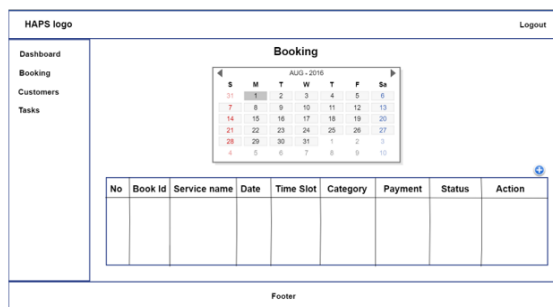 HAPS logo
Logout
Dashboard
Booking
Customers
Tasks
Booking
AUG - 2016
S M T W T F Sa
31 1 2 3 4 5 6
7 8 9 10 11 12 13
14 15 16 17 18 19 20
21 22 23 24 25 26 27
28 29 30 31 1 2 3
4 5 6 7 8 9 10
No Book Id Service name Date Time Slot Category Payment Status Action
Footer